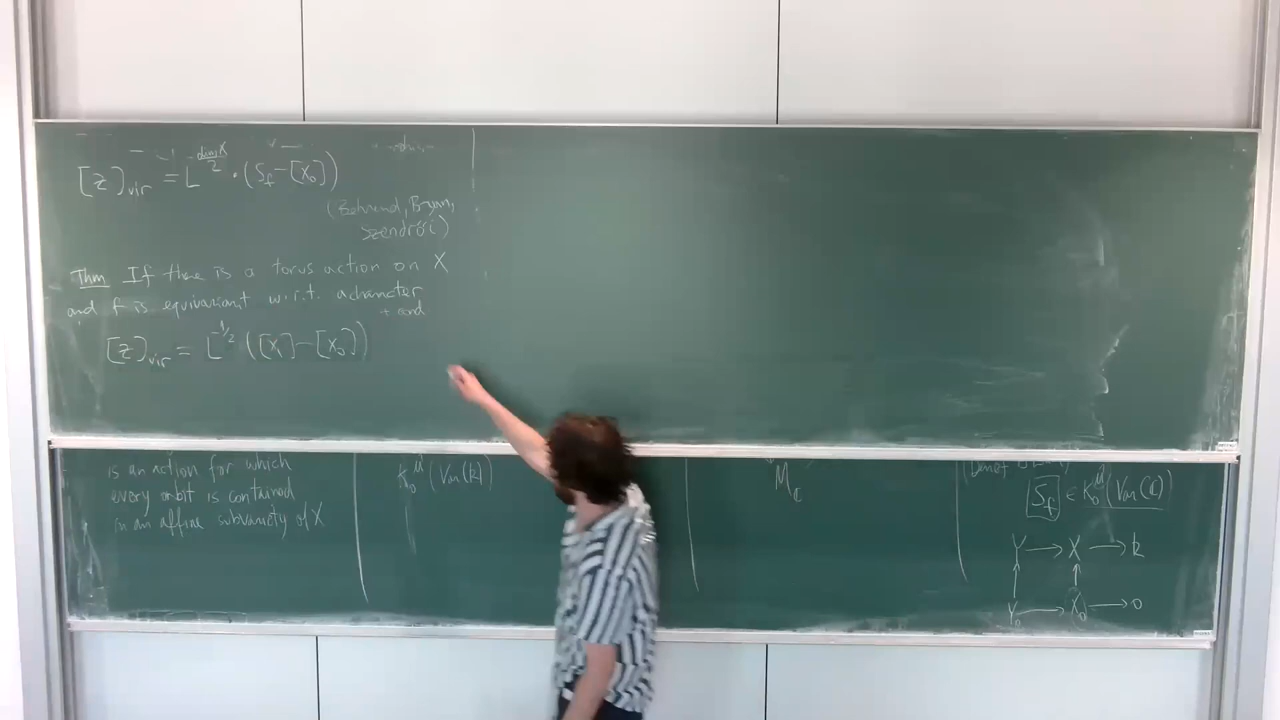 [Z]_vir = L^{-dim X/2} · (S_f - [X_0])
(Behrend, Bryan,
Szendrői)
Thm If there is a torus action on X
and f is equivariant w.r.t. a character
+ and
[Z]_vir = L^{-1/2} ([X_1] - [X_0])
is an action for which
every orbit is contained
in an affine subvariety of X
K_0^μ (Var(k))
M_C
S_f ∈ K_0^μ (Var(C))
Y → X → k
Y_0 → X_0 → 0